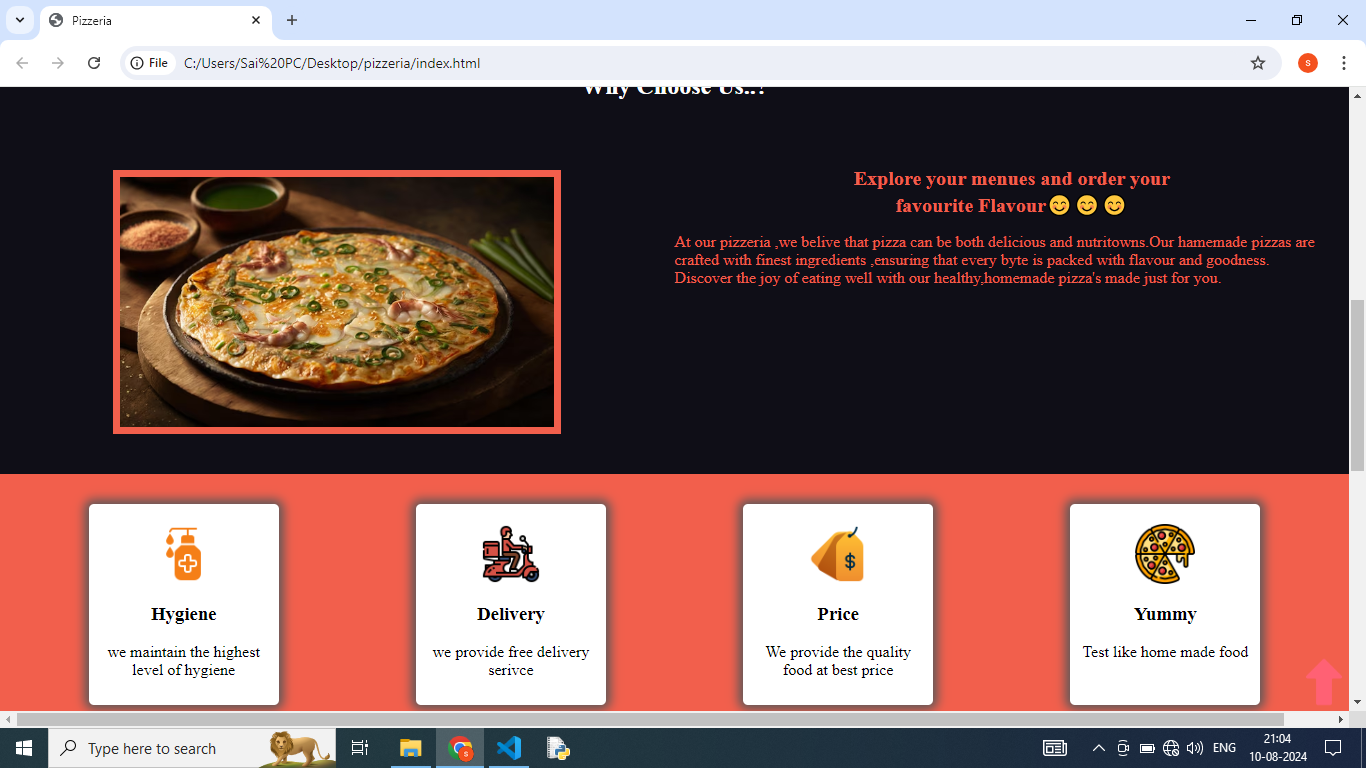 Pizzeria
File
C:/Users/Sai%20PC/Desktop/pizzeria/index.html
S
Why Choose Us..!
Explore your menues and order your
favourite Flavour😊 😊 😊
At our pizzeria ,we belive that pizza can be both delicious and nutritowns.Our hamemade pizzas are
crafted with finest ingredients ,ensuring that every byte is packed with flavour and goodness.
Discover the joy of eating well with our healthy,homemade pizza's made just for you.
$
Hygiene
we maintain the highest
level of hygiene
Delivery
we provide free delivery
serivce
Price
We provide the quality
food at best price
Yummy
Test like home made food
Type here to search
S
ENG
21:04
10-08-2024